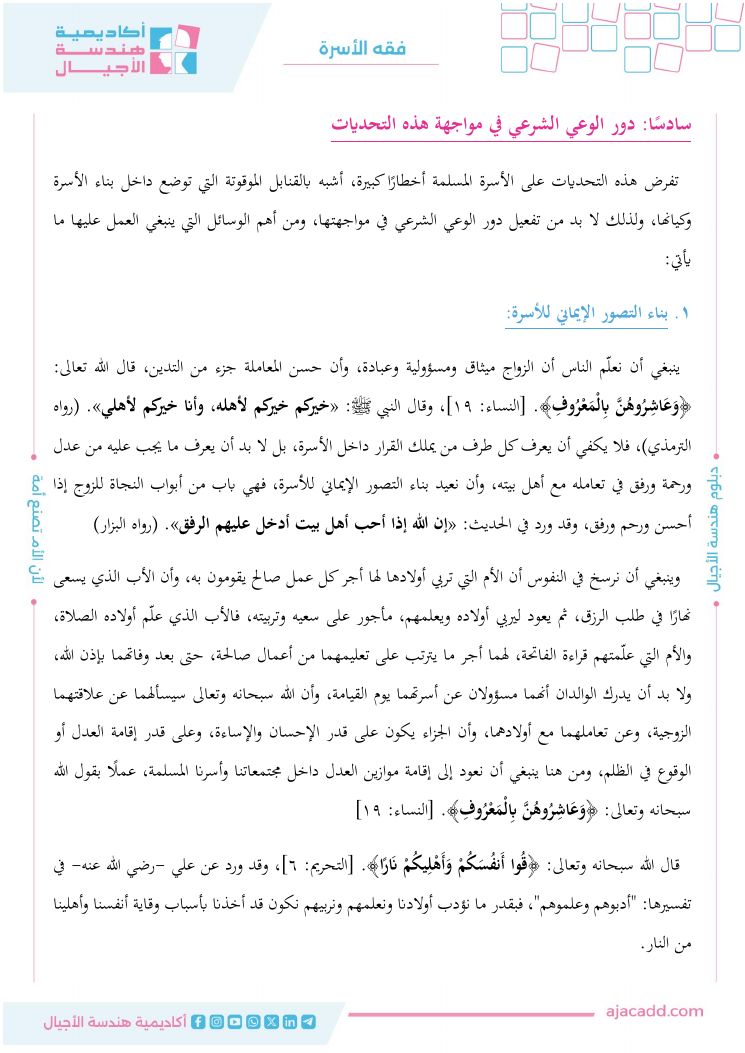 أكاديمية
هندسة
الأجيال
فقه الأسرة
سادسًا: دور الوعي الشرعي في مواجهة هذه التحديات
تفرض هذه التحديات على الأسرة المسلمة أخطارًا كبيرة، أشبه بالقنابل الموقوتة التي توضع داخل بناء الأسرة
وكيانها، ولذلك لا بد من تفعيل دور الوعي الشرعي في مواجهتها، ومن أهم الوسائل التي ينبغي العمل عليها ما
يأتي:
١. بناء التصور الإيماني للأسرة:
ينبغي أن نعلّم الناس أن الزواج ميثاق ومسؤولية وعبادة، وأن حسن المعاملة جزء من التدين، قال الله تعالى:
﴿وَعَاشِرُوهُنَّ بِالْمَعْرُوفِ﴾. [النساء: ١٩]، وقال النبي ﷺ: «خيركم خيركم لأهله، وأنا خيركم لأهلي». (رواه
الترمذي)، فلا يكفي أن يعرف كل طرف من يملك القرار داخل الأسرة، بل لا بد أن يعرف ما يجب عليه من عدل
ورحمة ورفق في تعامله مع أهل بيته، وأن نعيد بناء التصور الإيماني للأسرة، فهي باب من أبواب النجاة للزوج إذا
أحسن ورحم ورفق، وقد ورد في الحديث: «إن الله إذا أحب أهل بيت أدخل عليهم الرفق». (رواه البزار)
وينبغي أن نرسخ في النفوس أن الأم التي تربي أولادها لها أجر كل عمل صالح يقومون به، وأن الأب الذي يسعى
نهارًا في طلب الرزق، ثم يعود ليربي أولاده ويعلمهم، مأجور على سعيه وتربيته، فالأب الذي علّم أولاده الصلاة،
والأم التي علّمتهم قراءة الفاتحة، لهما أجر ما يترتب على تعليمهما من أعمال صالحة، حتى بعد وفاتهما بإذن الله،
ولا بد أن يدرك الوالدان أنهما مسؤولان عن أسرتهما يوم القيامة، وأن الله سبحانه وتعالى سيسألهما عن علاقتهما
الزوجية، وعن تعاملهما مع أولادهما، وأن الجزاء يكون على قدر الإحسان والإساءة، وعلى قدر إقامة العدل أو
الوقوع في الظلم، ومن هنا ينبغي أن نعود إلى إقامة موازين العدل داخل مجتمعاتنا وأسرنا المسلمة، عملًا بقول الله
سبحانه وتعالى: ﴿وَعَاشِرُوهُنَّ بِالْمَعْرُوفِ﴾. [النساء: ١٩]
قال الله سبحانه وتعالى: ﴿قُوا أَنفُسَكُمْ وَأَهْلِيكُمْ نَارًا﴾. [التحريم: ٦]، وقد ورد عن علي -رضي الله عنه- في
تفسيرها: "أدبوهم وعلموهم"، فبقدر ما نؤدب أولادنا ونعلمهم ونربيهم نكون قد أخذنا بأسباب وقاية أنفسنا وأهلينا
من النار.
دبلوم هندسة الأجيال
لأن الأم تصنع أمة
ajacadd.com
أكاديمية هندسة الأجيال